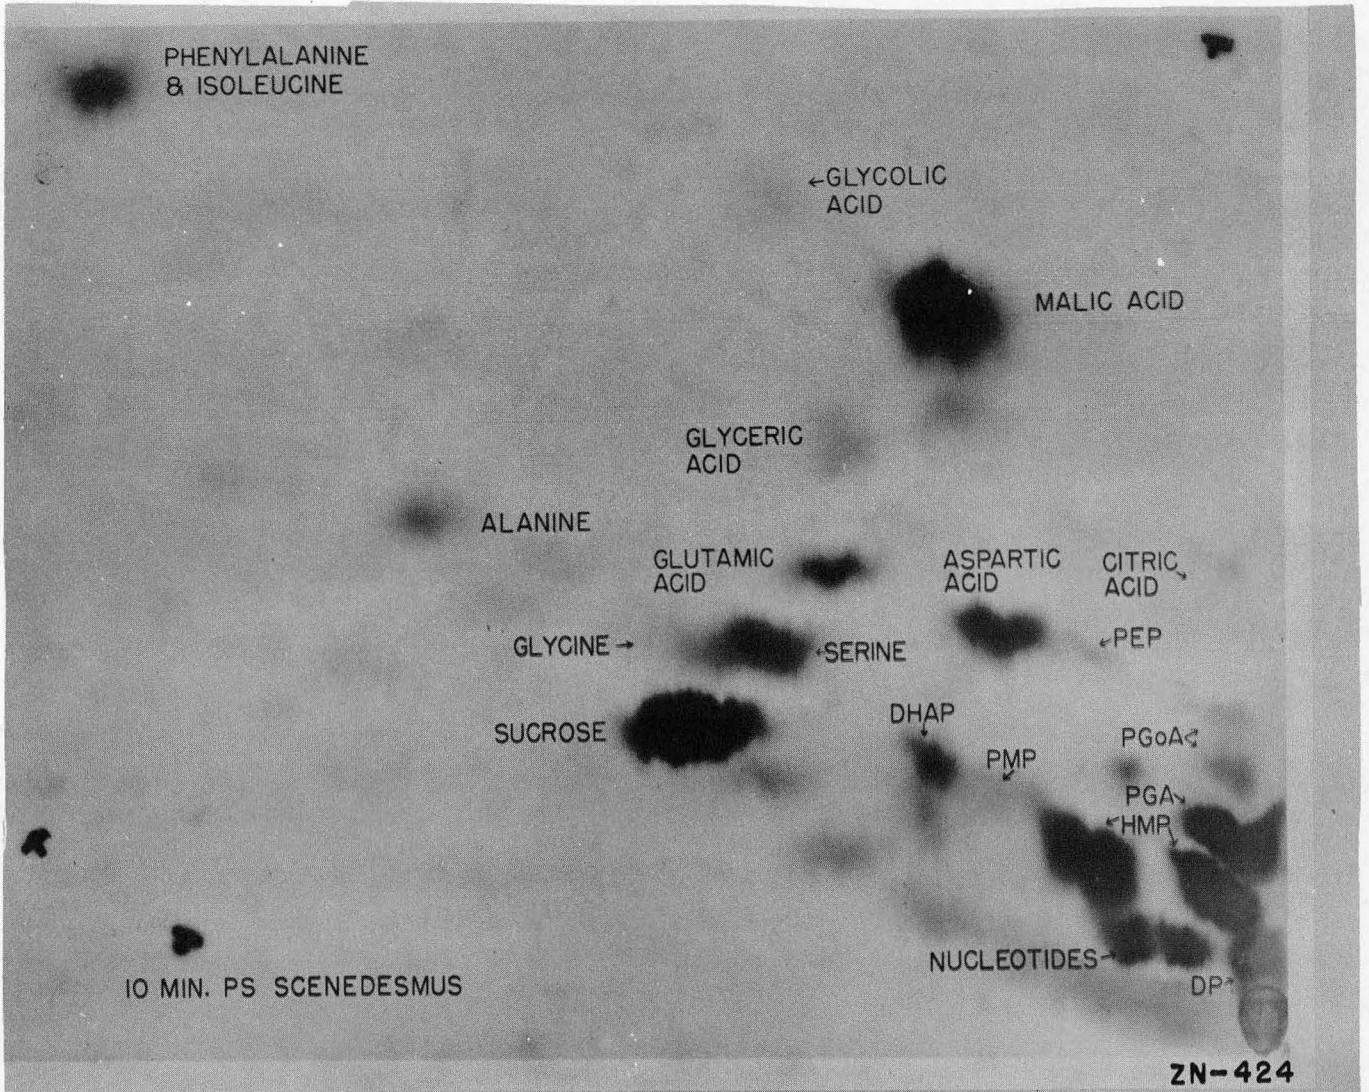 PHENYLALANINE
& ISOLEUCINE
←GLYCOLIC
ACID
MALIC ACID
GLYCERIC
ACID
ALANINE
GLUTAMIC
ACID
ASPARTIC
ACID
CITRIC
ACID
GLYCINE→
←SERINE
←PEP
SUCROSE
DHAP
PMP
PGoA
PGA
←HMP
NUCLEOTIDES
DP
10 MIN. PS SCENEDESMUS
ZN-424